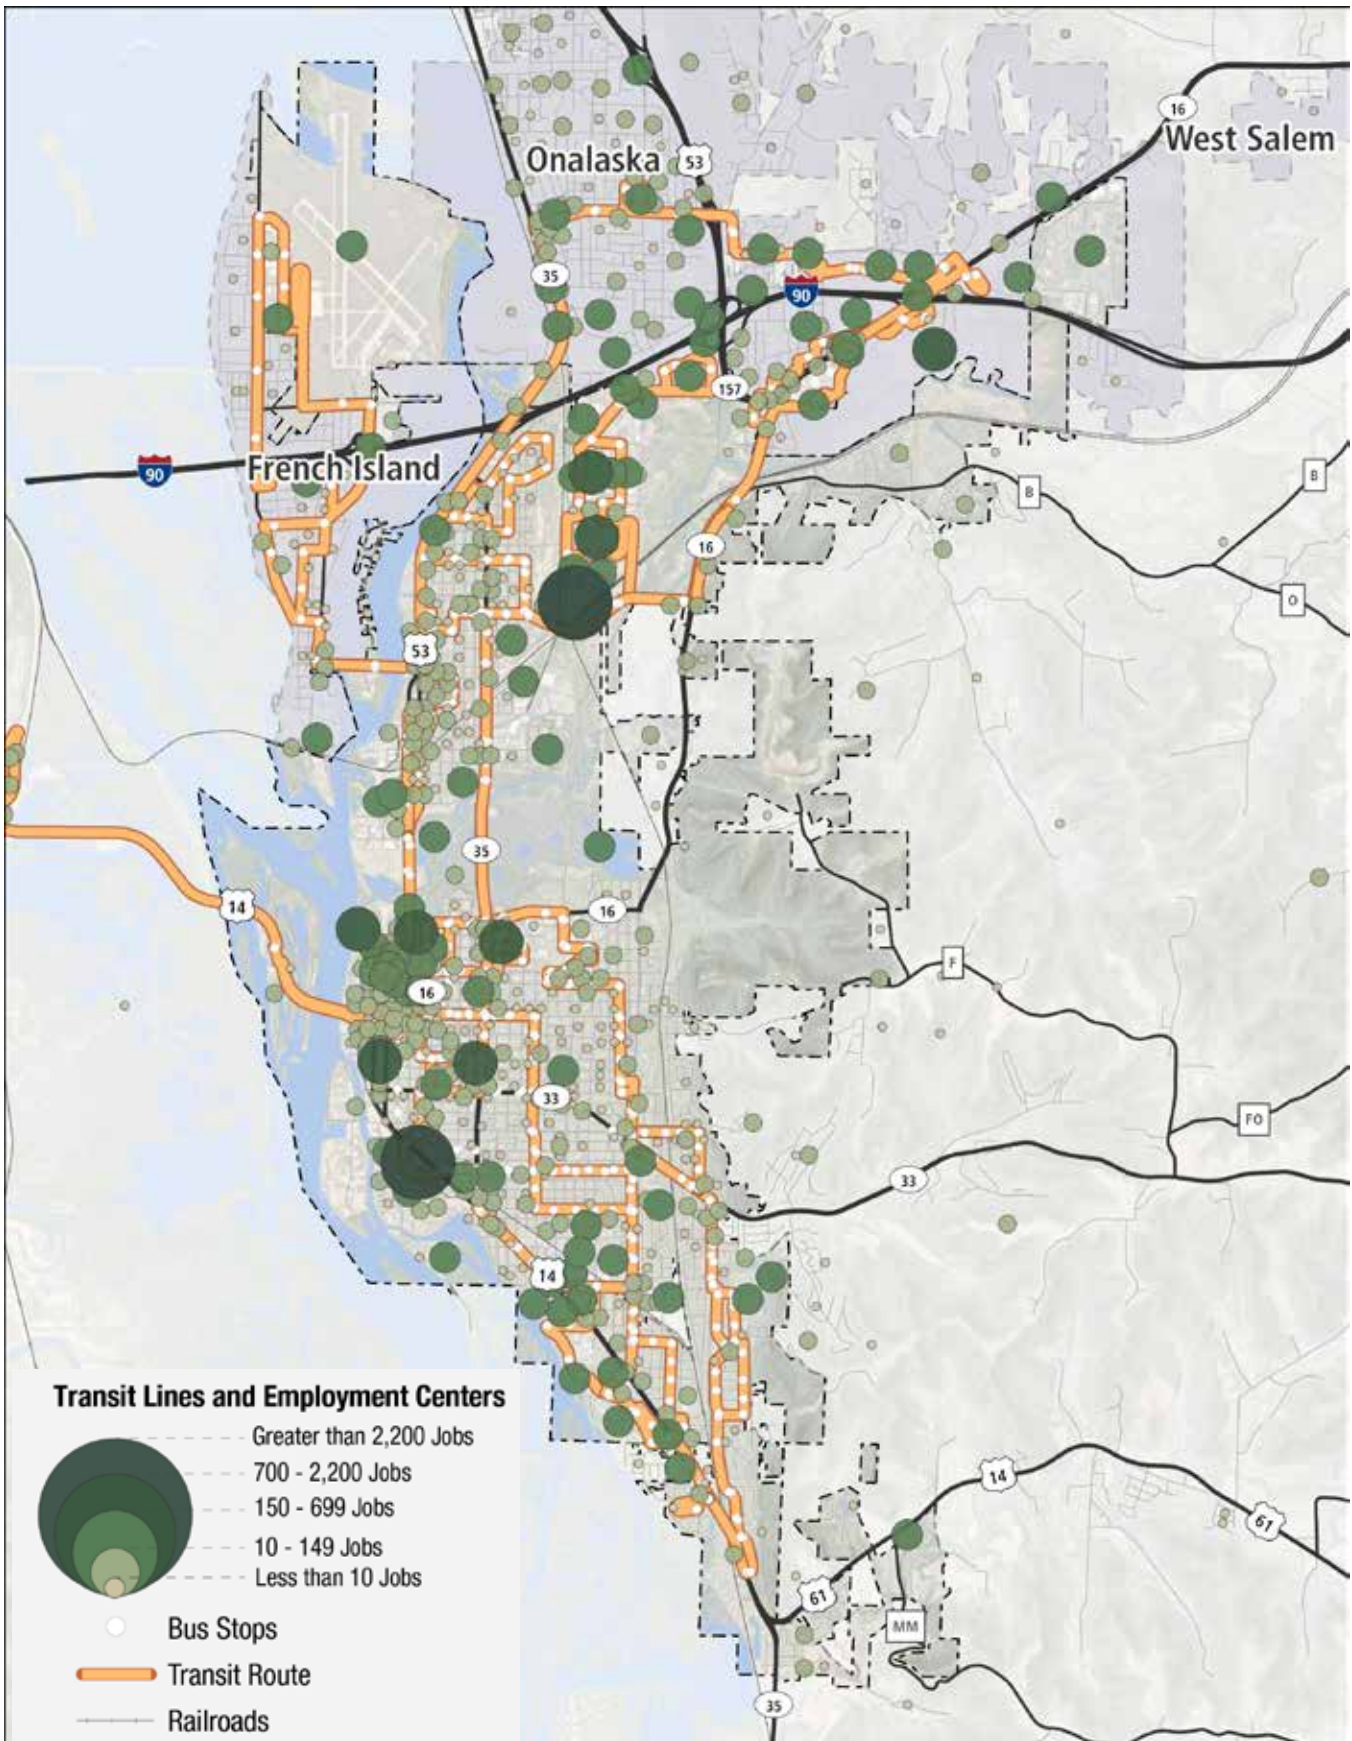 16
West Salem
Onalaska
53
35
90
157
90
French Island
B
B
16
O
53
35
14
16
F
16
33
FO
33
14
Transit Lines and Employment Centers
Greater than 2,200 Jobs
700 - 2,200 Jobs
150 - 699 Jobs
10 - 149 Jobs
Less than 10 Jobs
Bus Stops
Transit Route
Railroads
14
61
61
MM
35